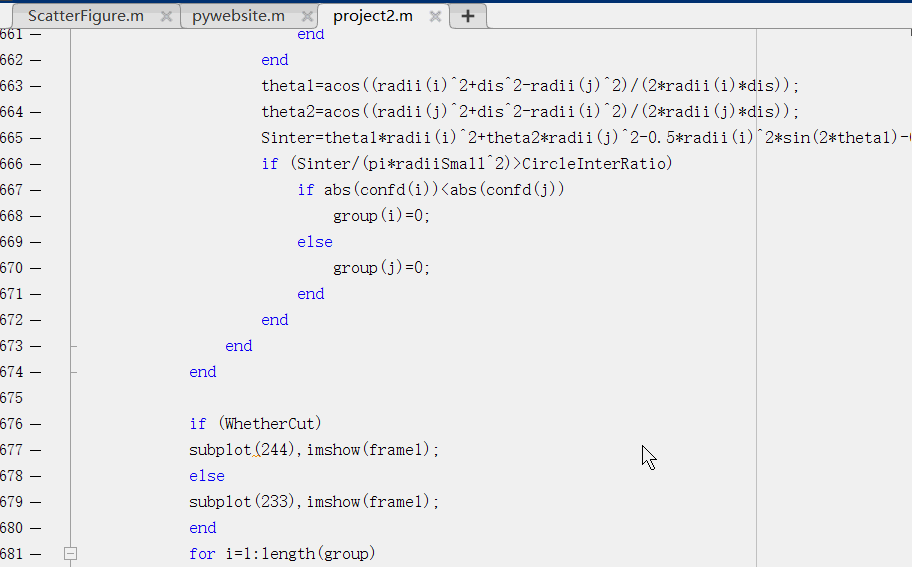 ScatterFigure.m × pywebsite.m × project2.m × +
661 — end
662 — end
663 — theta1=acos((radii(i)^2+dis^2-radii(j)^2)/(2*radii(i)*dis));
664 — theta2=acos((radii(j)^2+dis^2-radii(i)^2)/(2*radii(j)*dis));
665 — Sinter=theta1*radii(i)^2+theta2*radii(j)^2-0.5*radii(i)^2*sin(2*theta1)-
666 — if (Sinter/(pi*radiiSmall^2)>CircleInterRatio)
667 — if abs(confd(i))<abs(confd(j))
668 — group(i)=0;
669 — else
670 — group(j)=0;
671 — end
672 — end
673 — end
674 — end
675
676 — if (WhetherCut)
677 — subplot(244),imshow(frame1);
678 — else
679 — subplot(233),imshow(frame1);
680 — end
681 — for i=1:length(group)